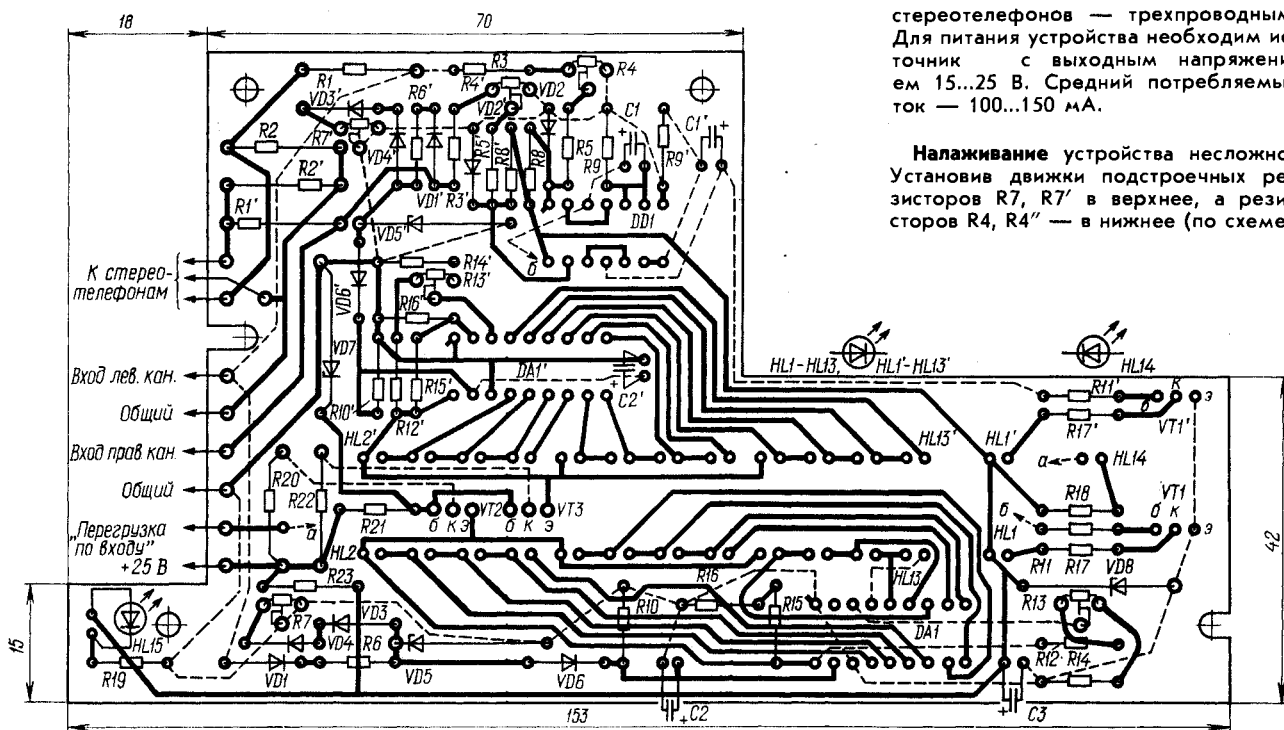 стереотелефонов — трехпроводным
Для питания устройства необходим ис
точник с выходным напряжени
ем 15...25 В. Средний потребляемы
ток — 100...150 мА.
Налаживание устройства несложно
Установив движки подстроечных ре
зисторов R7, R7′ в верхнее, а рези
сторов R4, R4″ — в нижнее (по схеме
18
70
R1
R3
R4
R4′
VD2
VD3′
R6′
VD2′
C1
C1′
R2
R7′
VD4′
R5′
R8′
R8
R5
R9
R9′
R2′
R1′
VD1′
R3′
VD5′
DD1
б
К стерео-
телефонам
R14′
R13′
VD6′
R16′
VD7
HL1-HL13,
HL1′-HL13′
HL14
Вход лев. кан.
DA1′
R15′
C2′
R11′
б
к
э
Общий
R10′
R12′
R17′
VT1′
Вход прав. кан.
HL2′
HL13′
HL1′
а
HL14
Общий
R20
R22
R18
VT1
„Перегрузка
по входу"
а
R21
б
к
э
VT2
б
к
э
VT3
б
HL1
б
к
э
+25 В
HL2
HL13
R11
R17
VD8
42
R23
R16
R13
15
HL15
R7
VD3
R10
R15
DA1
VD4
R6
R12
R14
R19
VD1
VD5
VD6
+
C2
+
C3
153